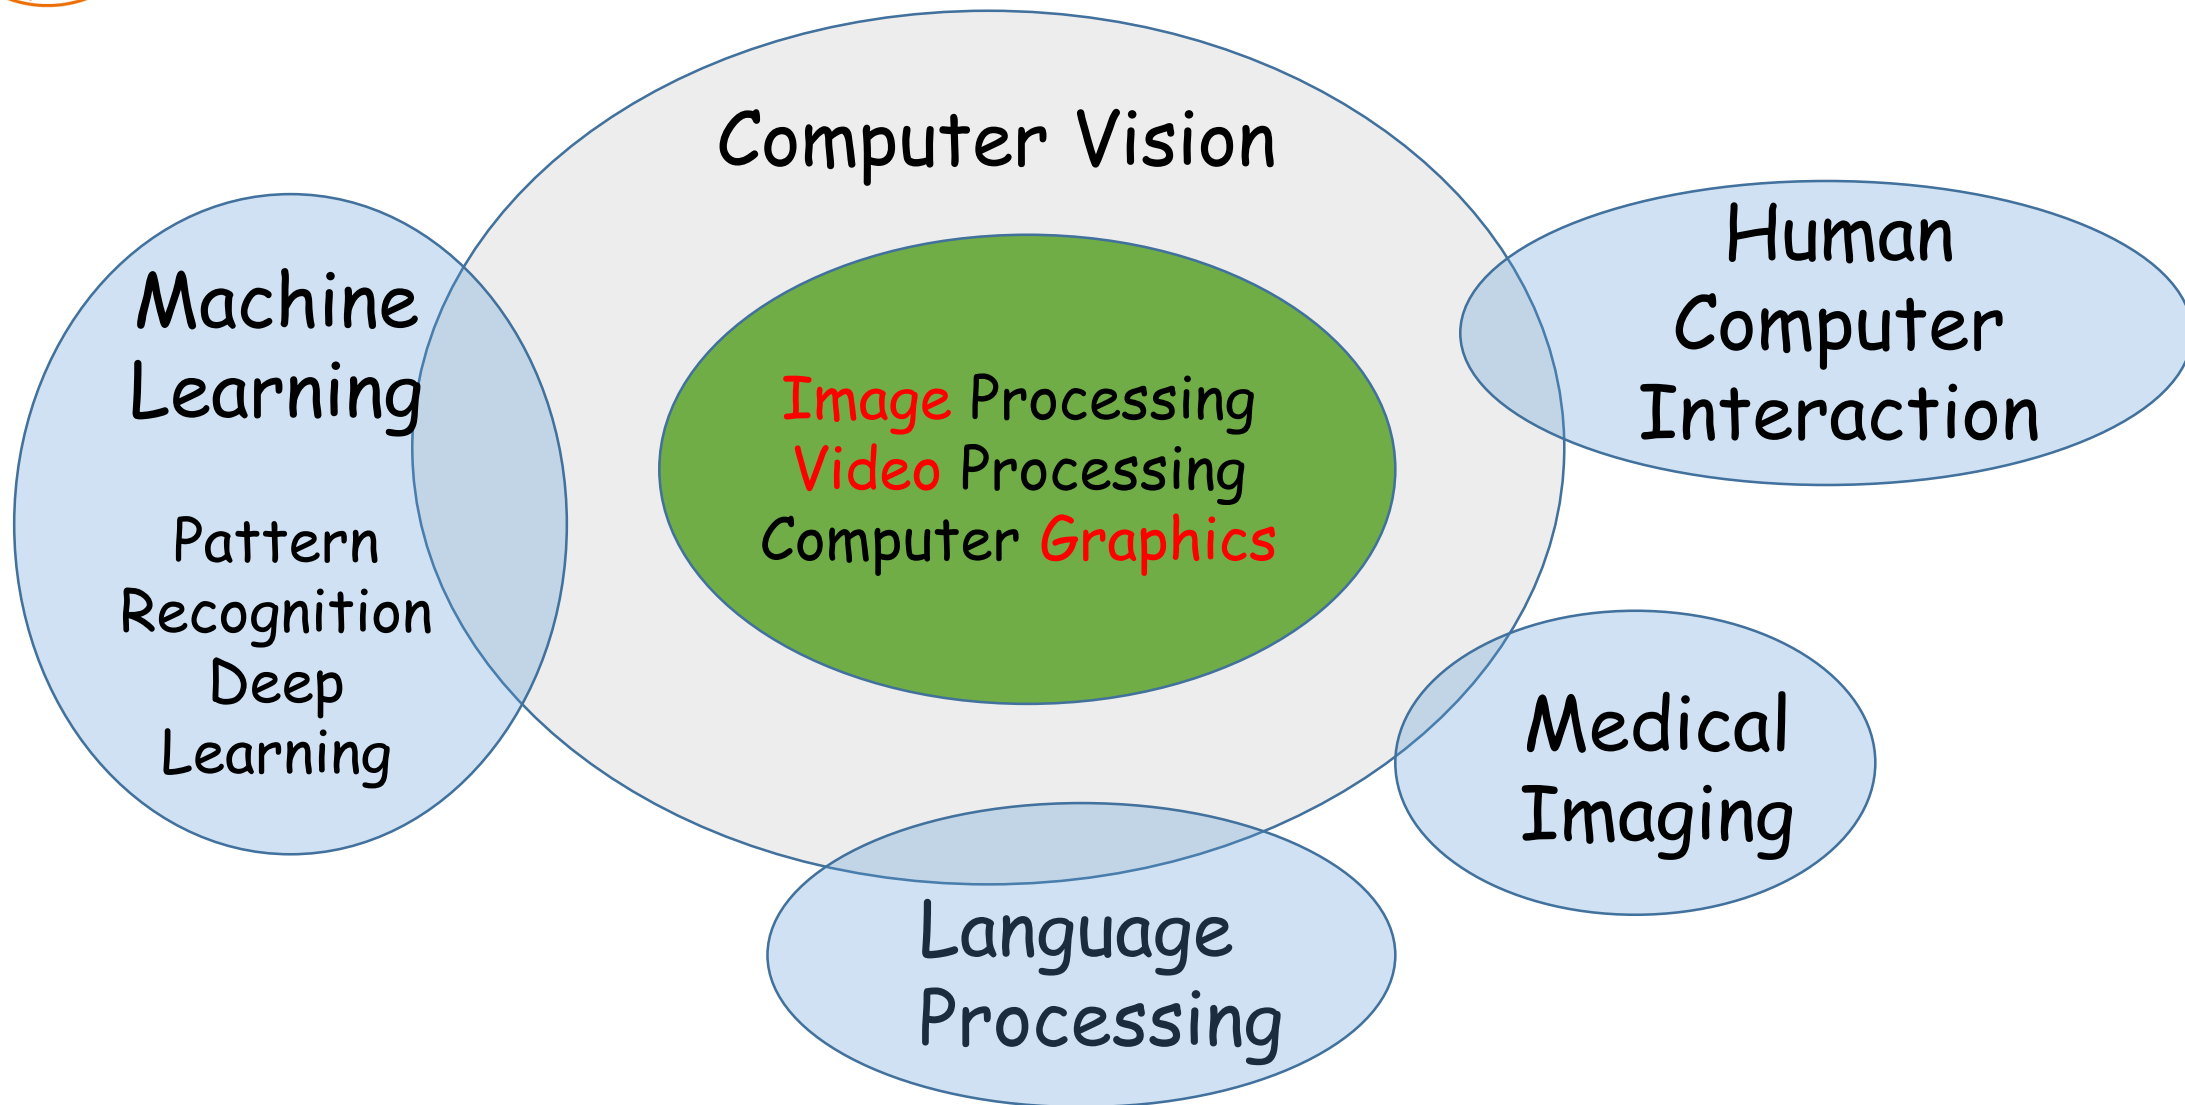 Computer Vision
Machine
Learning
Pattern
Recognition
Deep
Learning
Image Processing
Video Processing
Computer Graphics
Human
Computer
Interaction
Medical
Imaging
Language
Processing